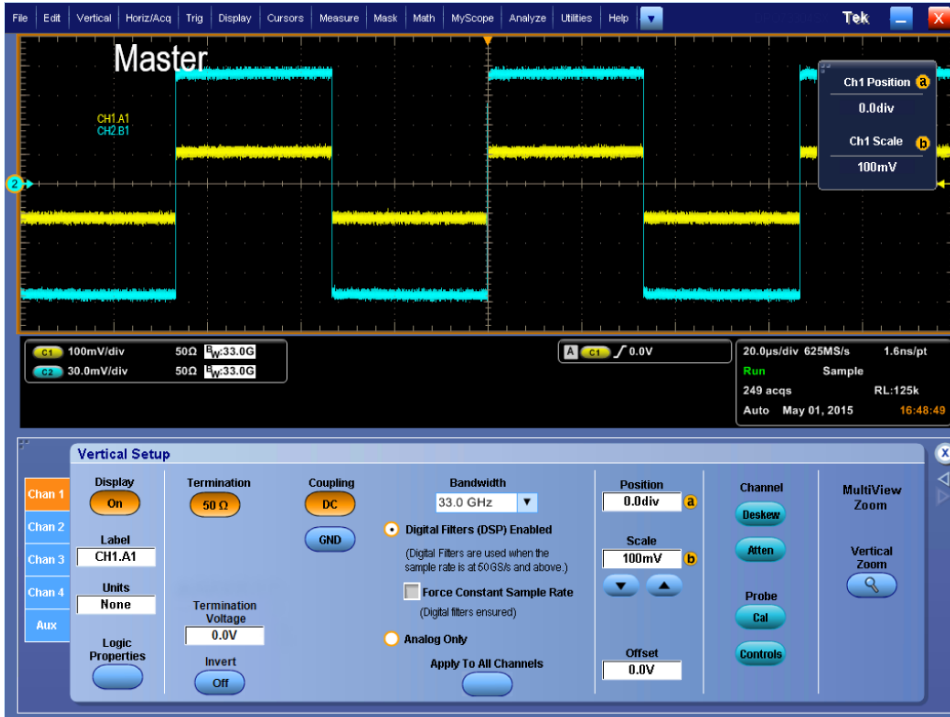 File Edit Vertical Horiz/Acq Trig Display Cursors Measure Mask Math MyScope Analyze Utilities Help Tek X
Master
Ch1 Position a
0.0div
Ch1 Scale b
100mV
CH1.A1
CH2.B1
2
C1 100mV/div 50Ω BW:33.0G
C2 30.0mV/div 50Ω BW:33.0G
A C1 0.0V
20.0µs/div 625MS/s 1.6ns/pt
Run Sample
249 acqs RL:125k
Auto May 01, 2015 16:48:49
Vertical Setup X
Chan 1
Chan 2
Chan 3
Chan 4
Aux
Display
On
Label
CH1.A1
Units
None
Logic
Properties
Termination
50 Ω
Termination
Voltage
0.0V
Invert
Off
Coupling
DC
GND
Bandwidth
33.0 GHz
Digital Filters (DSP) Enabled
(Digital Filters are used when the
sample rate is at 50GS/s and above.)
Force Constant Sample Rate
(Digital filters ensured)
Analog Only
Apply To All Channels
Position
0.0div a
Scale
100mV b
Offset
0.0V
Channel
Deskew
Atten
Probe
Cal
Controls
MultiView
Zoom
Vertical
Zoom